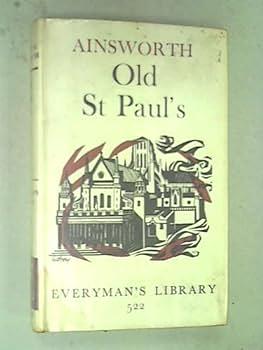 AINSWORTH
Old
St Paul's
EVERYMAN'S LIBRARY
522